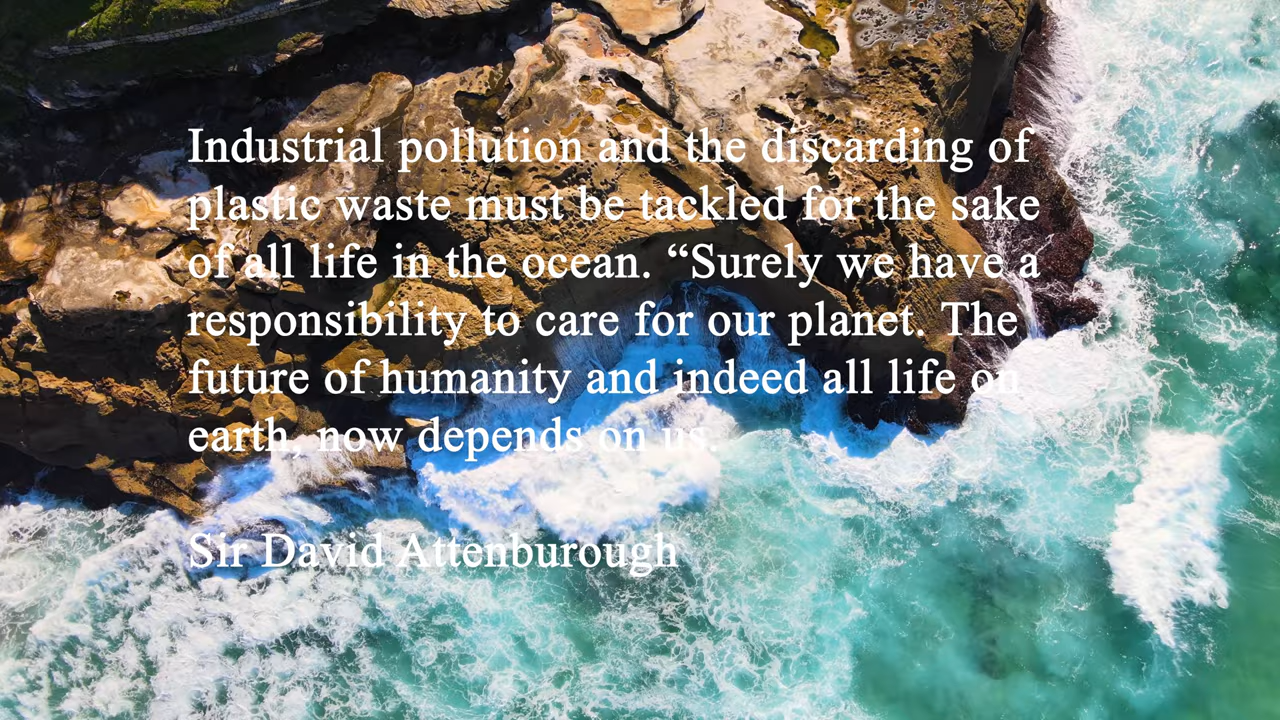 Industrial pollution and the discarding of
plastic waste must be tackled for the sake
of all life in the ocean. “Surely we have a
responsibility to care for our planet. The
future of humanity and indeed all life on
earth, now depends on us.
Sir David Attenburough